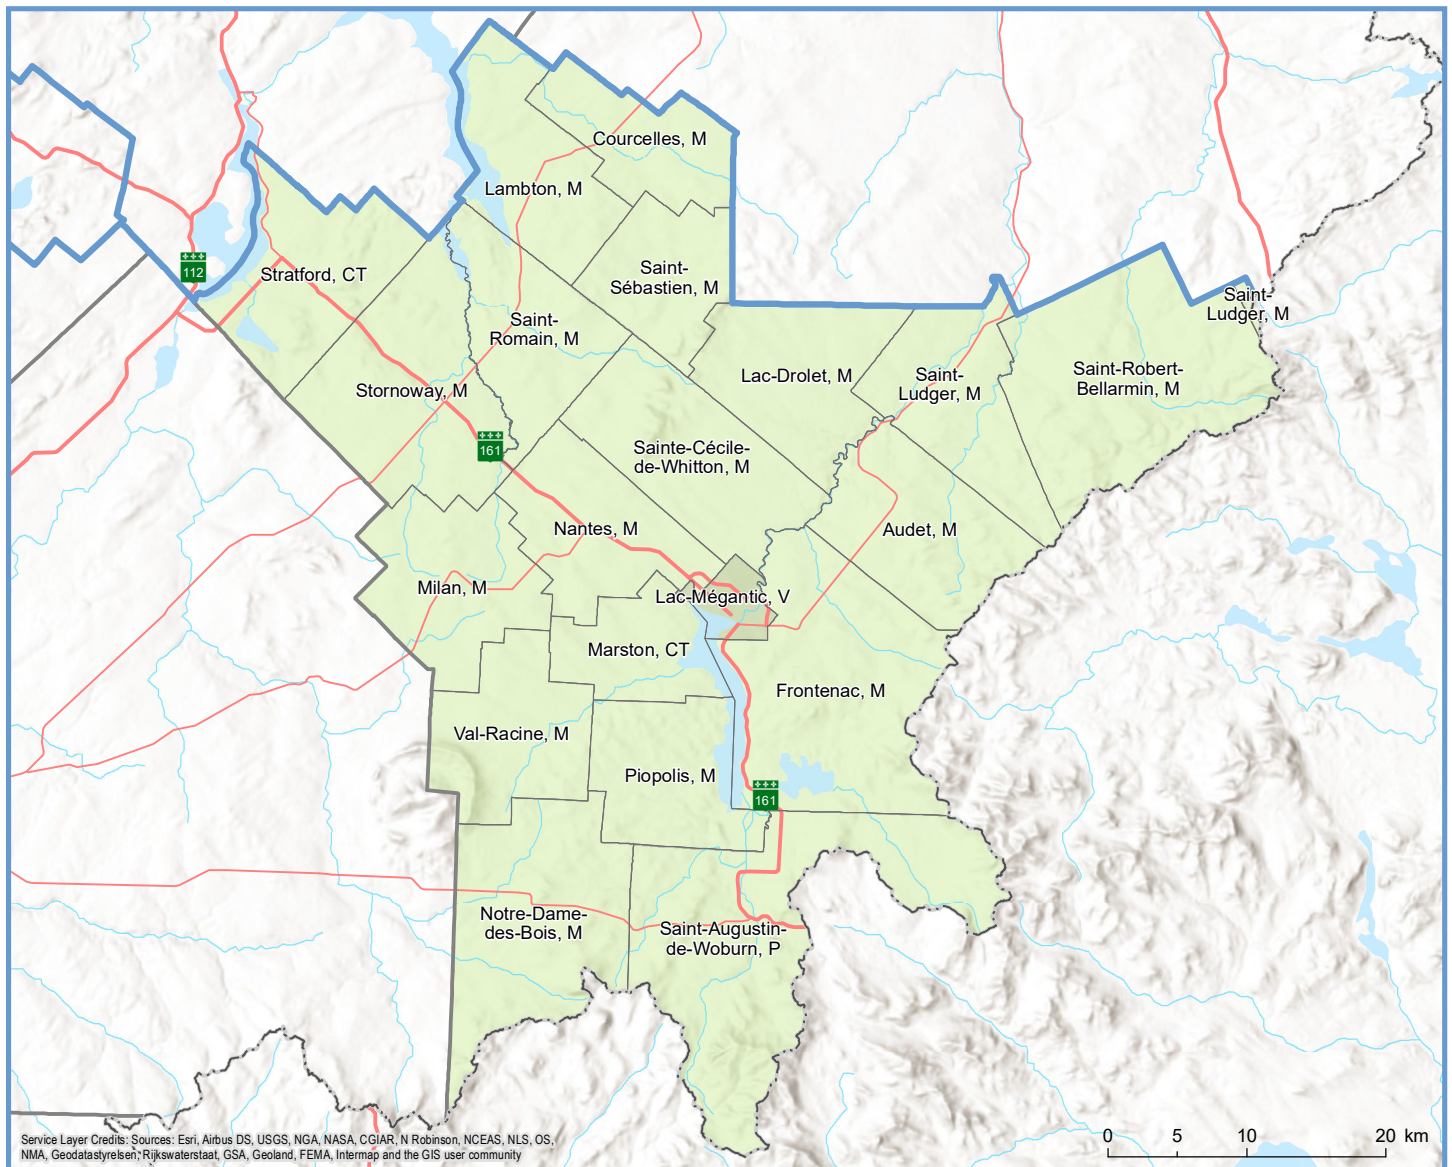 Courcelles, M
Lambton, M
112
Stratford, CT
Saint-
Sébastien, M
Saint-
Romain, M
Saint-
Ludger, M
Stornoway, M
Lac-Drolet, M
Saint-
Ludger, M
Saint-Robert-
Bellarmin, M
161
Sainte-Cécile-
de-Whitton, M
Nantes, M
Audet, M
Milan, M
Lac-Mégantic, V
Marston, CT
Frontenac, M
Val-Racine, M
Piopolis, M
161
Notre-Dame-
des-Bois, M
Saint-Augustin-
de-Woburn, P
0 5 10 20 km
Service Layer Credits: Sources: Esri, Airbus DS, USGS, NGA, NASA, CGIAR, N Robinson, NCEAS, NLS, OS,
NMA, Geodatastyrelsen, Rijkswaterstaat, GSA, Geoland, FEMA, Intermap and the GIS user community